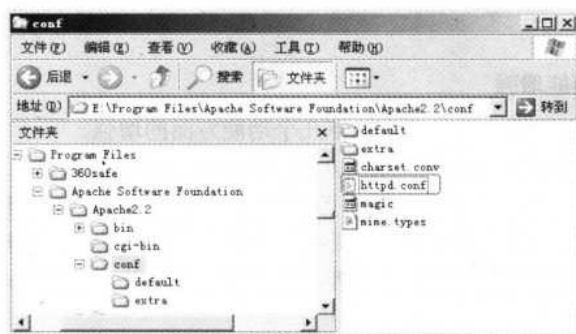 conf
文件(F) 编辑(E) 查看(V) 收藏(A) 工具(T) 帮助(H)
后退 搜索 文件夹
地址(D) E:\Program Files\Apache Software Foundation\Apache2.2\conf 转到
文件夹
Program Files
360safe
Apache Software Foundation
Apache2.2
bin
cgi-bin
conf
default
extra
default
extra
charset.conv
httpd.conf
magic
mime.types